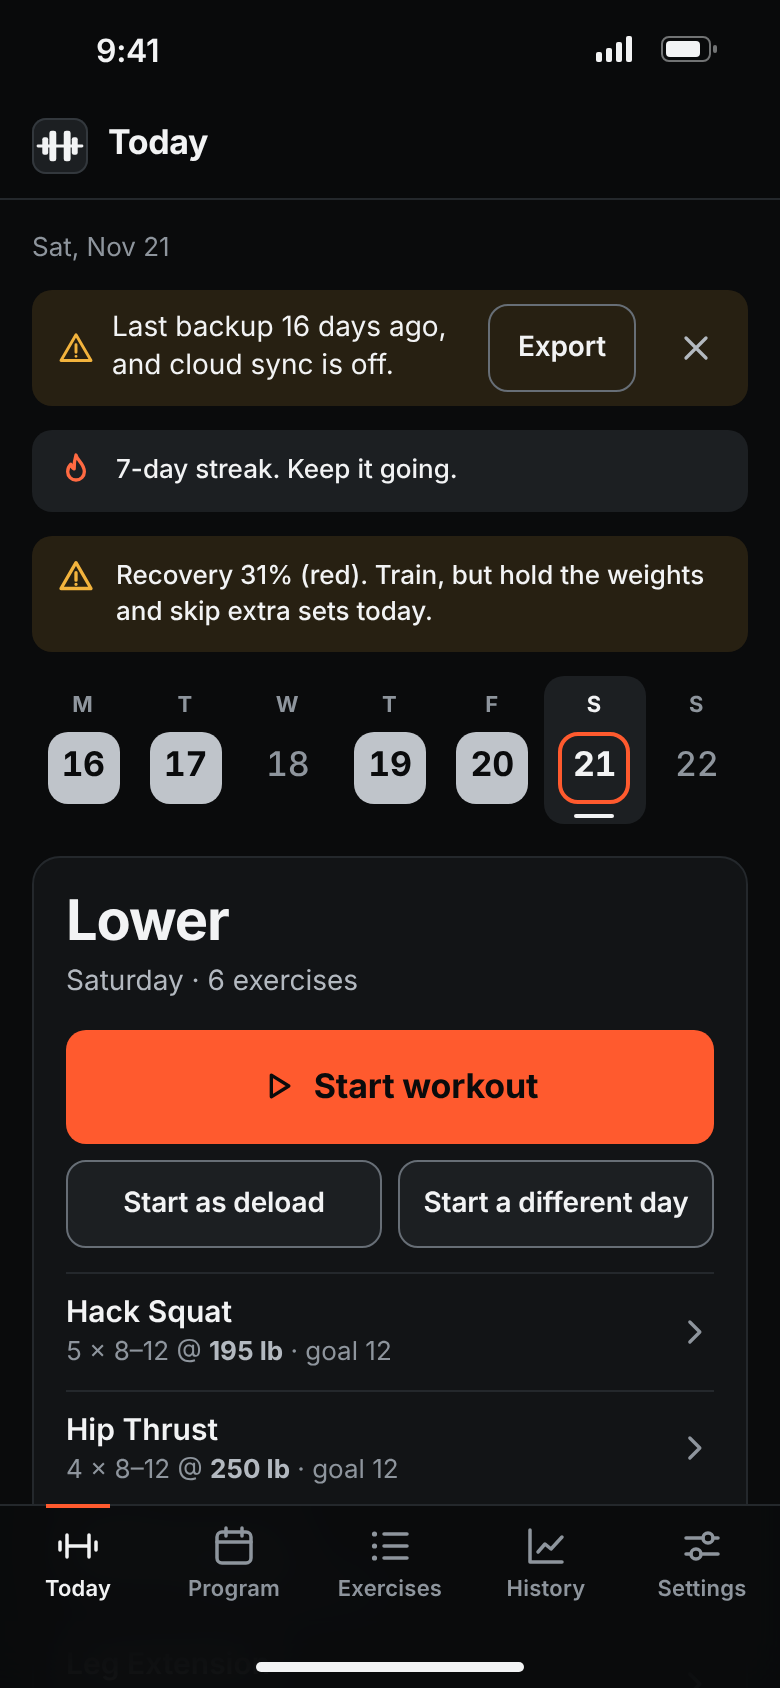 9:41
Today
Sat, Nov 21
Last backup 16 days ago,
and cloud sync is off.
Export
7-day streak. Keep it going.
Recovery 31% (red). Train, but hold the weights
and skip extra sets today.
M T W T F S S
16 17 18 19 20 21 22
Lower
Saturday · 6 exercises
Start workout
Start as deload
Start a different day
Hack Squat
5 × 8–12 @ 195 lb · goal 12
Hip Thrust
4 × 8–12 @ 250 lb · goal 12
Today Program Exercises History Settings
Leg